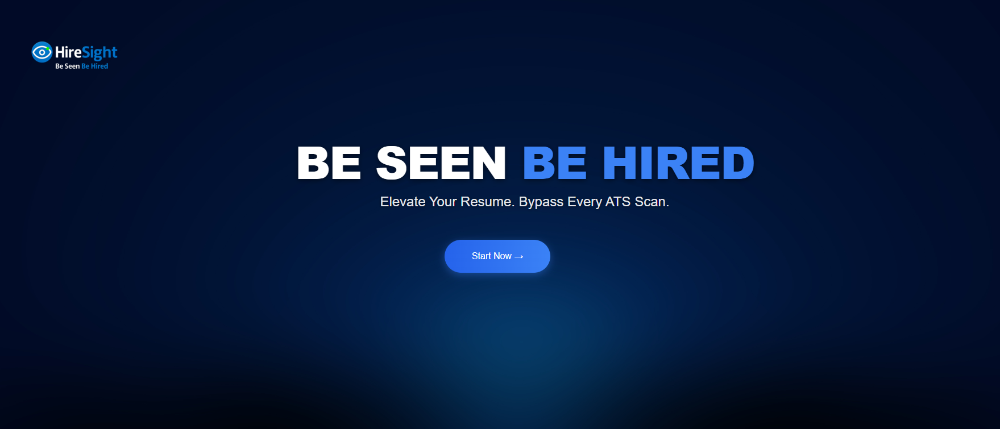 HireSight
Be Seen Be Hired
BE SEEN BE HIRED
Elevate Your Resume. Bypass Every ATS Scan.
Start Now →